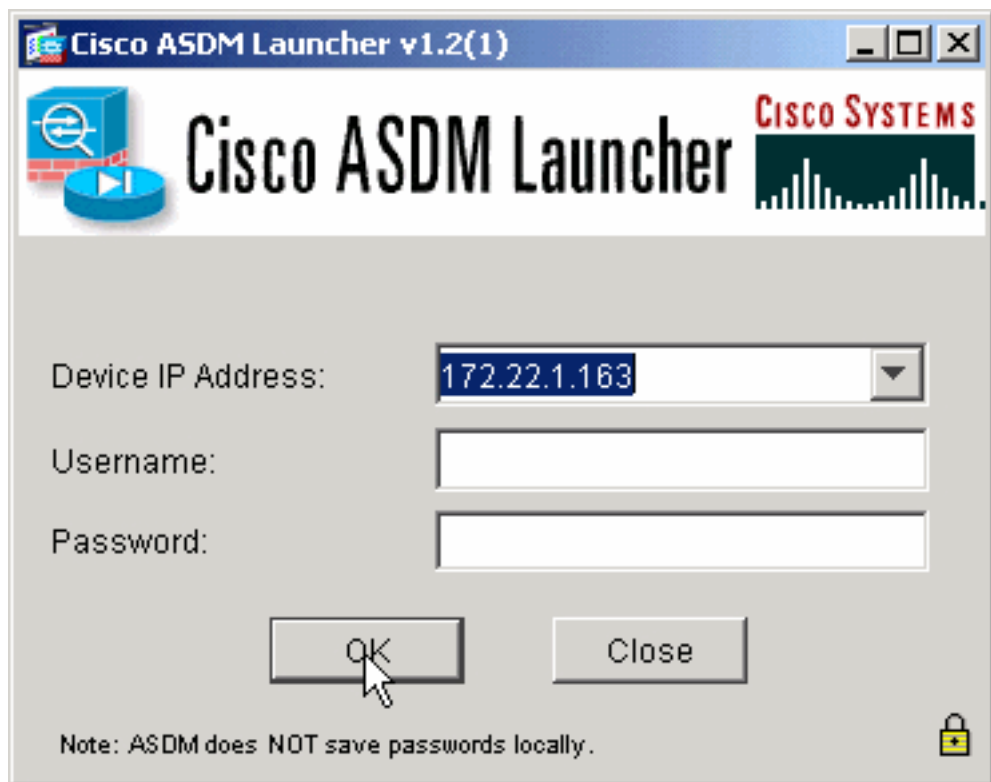 Cisco ASDM Launcher v1.2(1)
Cisco ASDM Launcher
CISCO SYSTEMS
Device IP Address:
172.22.1.163
Username:
Password:
OK
Close
Note: ASDM does NOT save passwords locally.